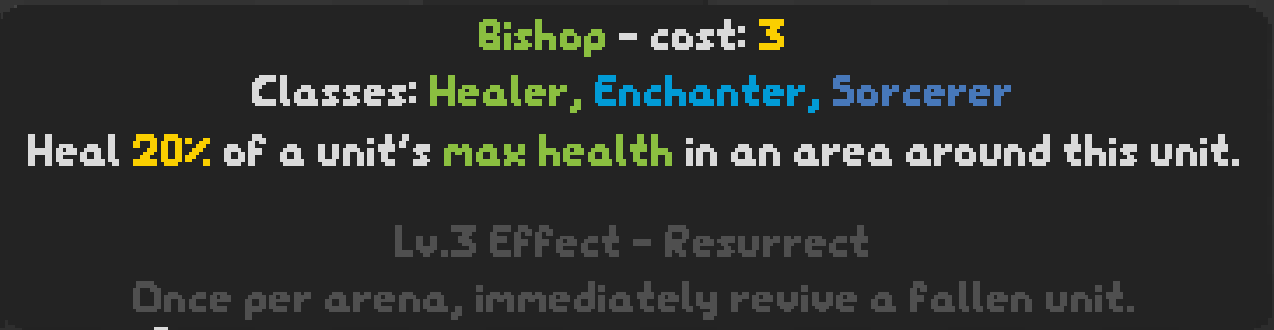 Bishop - cost: 3
Classes: Healer, Enchanter, Sorcerer
Heal 20% of a unit's max health in an area around this unit.
Lv.3 Effect - Resurrect
Once per arena, immediately revive a fallen unit.